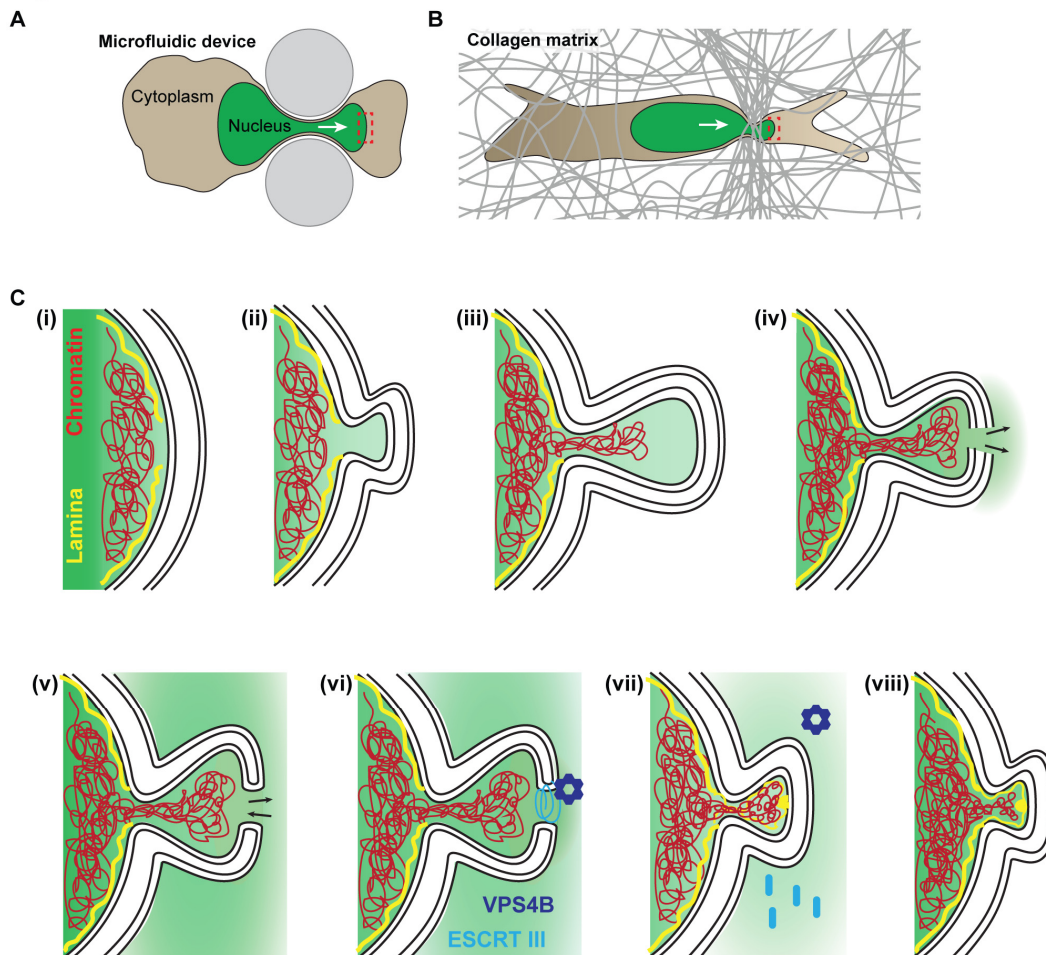 A
Microfluidic device
Cytoplasm
Nucleus
B
Collagen matrix
C
(i)
Chromatin
Lamina
(ii)
(iii)
(iv)
(v)
(vi)
VPS4B
ESCRT III
(vii)
(viii)